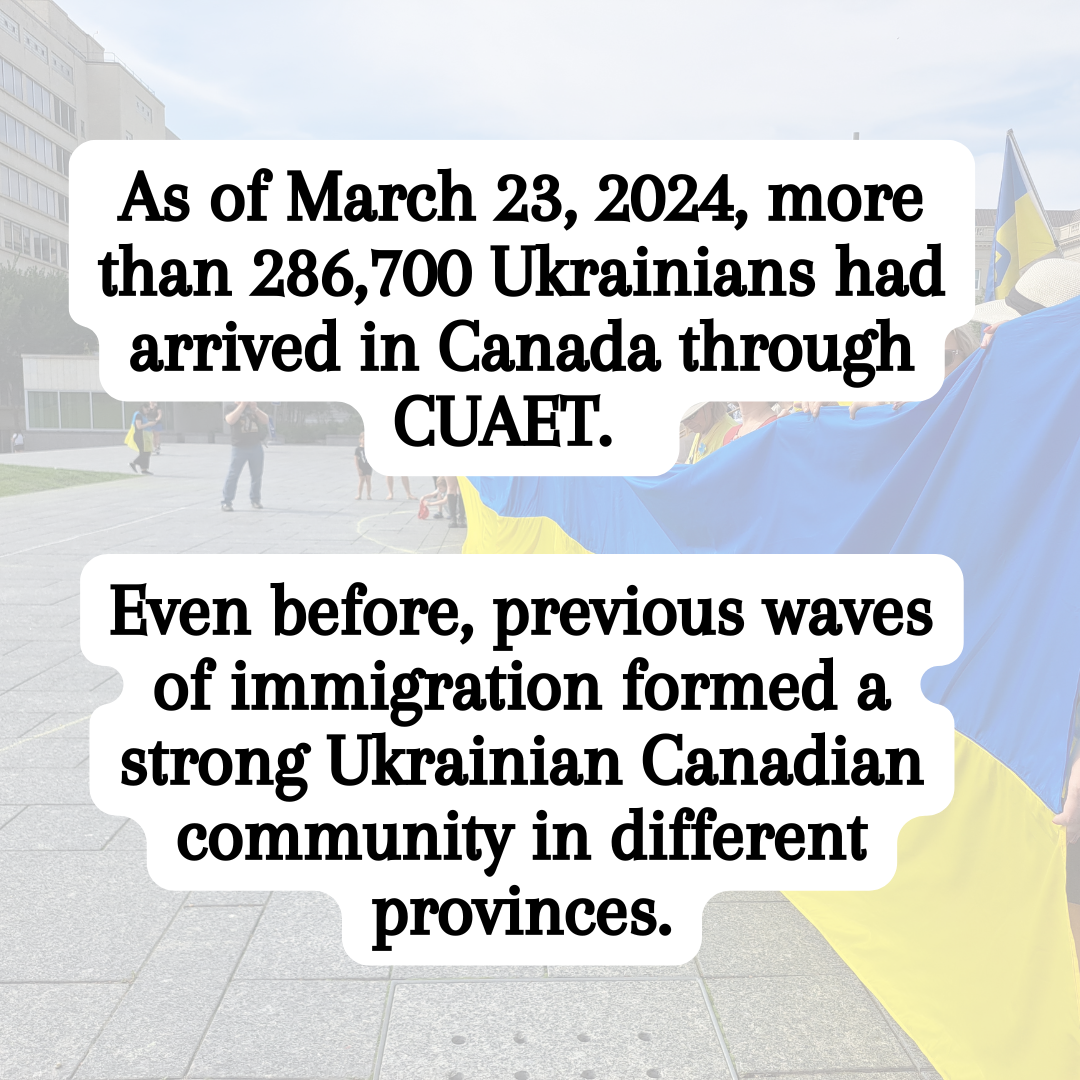 As of March 23, 2024, more
than 286,700 Ukrainians had
arrived in Canada through
CUAET.
Even before, previous waves
of immigration formed a
strong Ukrainian Canadian
community in different
provinces.